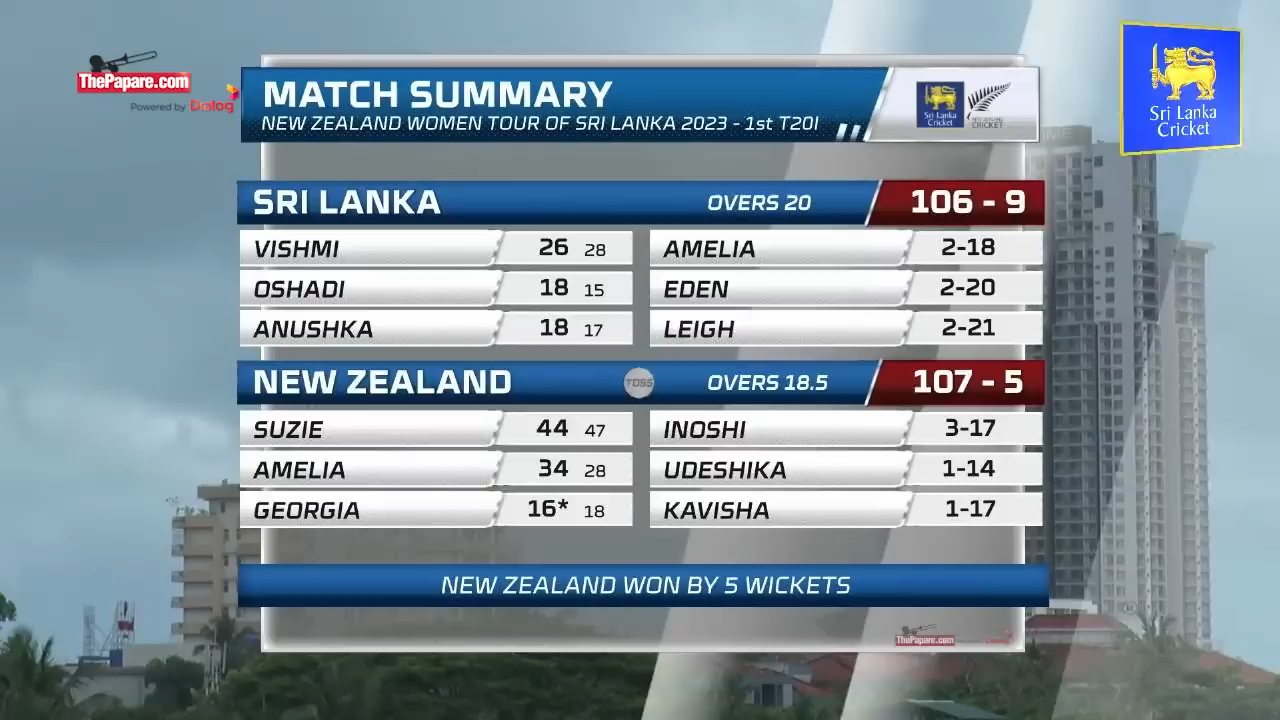 ThePapare.com
Powered by Dialog
MATCH SUMMARY
NEW ZEALAND WOMEN TOUR OF SRI LANKA 2023 - 1st T20I
Sri Lanka
Cricket
CRICKET
Sri Lanka
Cricket
SRI LANKA OVERS 20 106 - 9
VISHMI 26 28 AMELIA 2-18
OSHADI 18 15 EDEN 2-20
ANUSHKA 18 17 LEIGH 2-21
NEW ZEALAND TOSS OVERS 18.5 107 - 5
SUZIE 44 47 INOSHI 3-17
AMELIA 34 28 UDESHIKA 1-14
GEORGIA 16* 18 KAVISHA 1-17
NEW ZEALAND WON BY 5 WICKETS
ThePapare.com